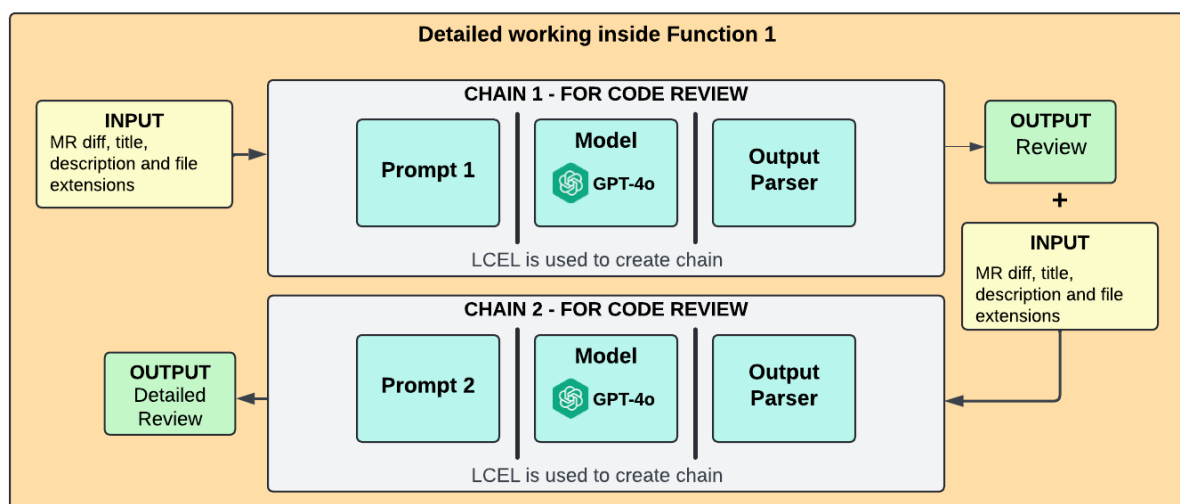 Detailed working inside Function 1
INPUT
MR diff, title,
description and file
extensions
CHAIN 1 - FOR CODE REVIEW
Prompt 1
Model
GPT-4o
Output
Parser
LCEL is used to create chain
OUTPUT
Review
+
INPUT
MR diff, title,
description and file
extensions
CHAIN 2 - FOR CODE REVIEW
Prompt 2
Model
GPT-4o
Output
Parser
LCEL is used to create chain
OUTPUT
Detailed
Review